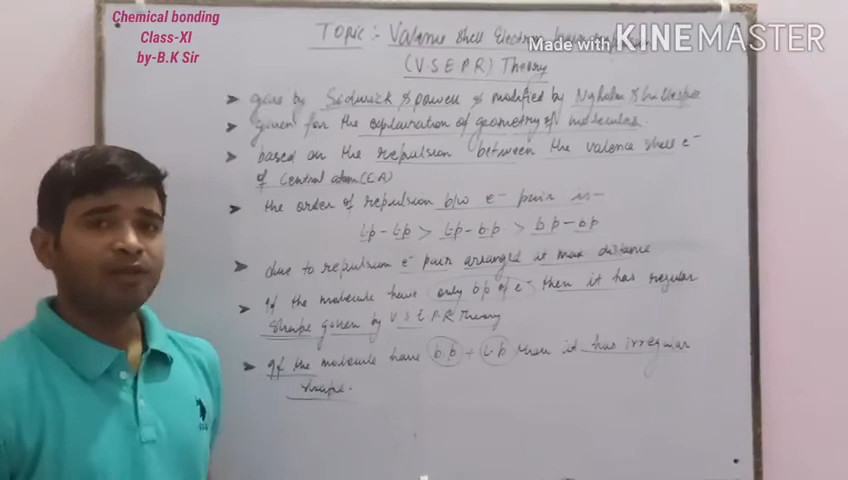 Chemical bonding
Class-XI
by-B.K Sir
Made with KINEMASTER
TOPIC :- Valence Shell Electron
(V.S.E.P.R) Theory
➤ given by Sidwick & powell & modified by Nyholm &
➤ given for the explaination of geometry of molecules.
➤ based on the repulsion between the valence shell e⁻
of Central atom (C.A)
➤ the order of repulsion b/w e⁻ pair is-
Lp-Lp > Lp-bp > bp-bp
➤ due to repulsion e⁻ pair arranged at max distance
➤ If the molecule have only bp of e⁻ then it has regular
shape given by V.S.E.P.R Theory
➤ If the molecule have b.p + L.p then it has irregular
shape.